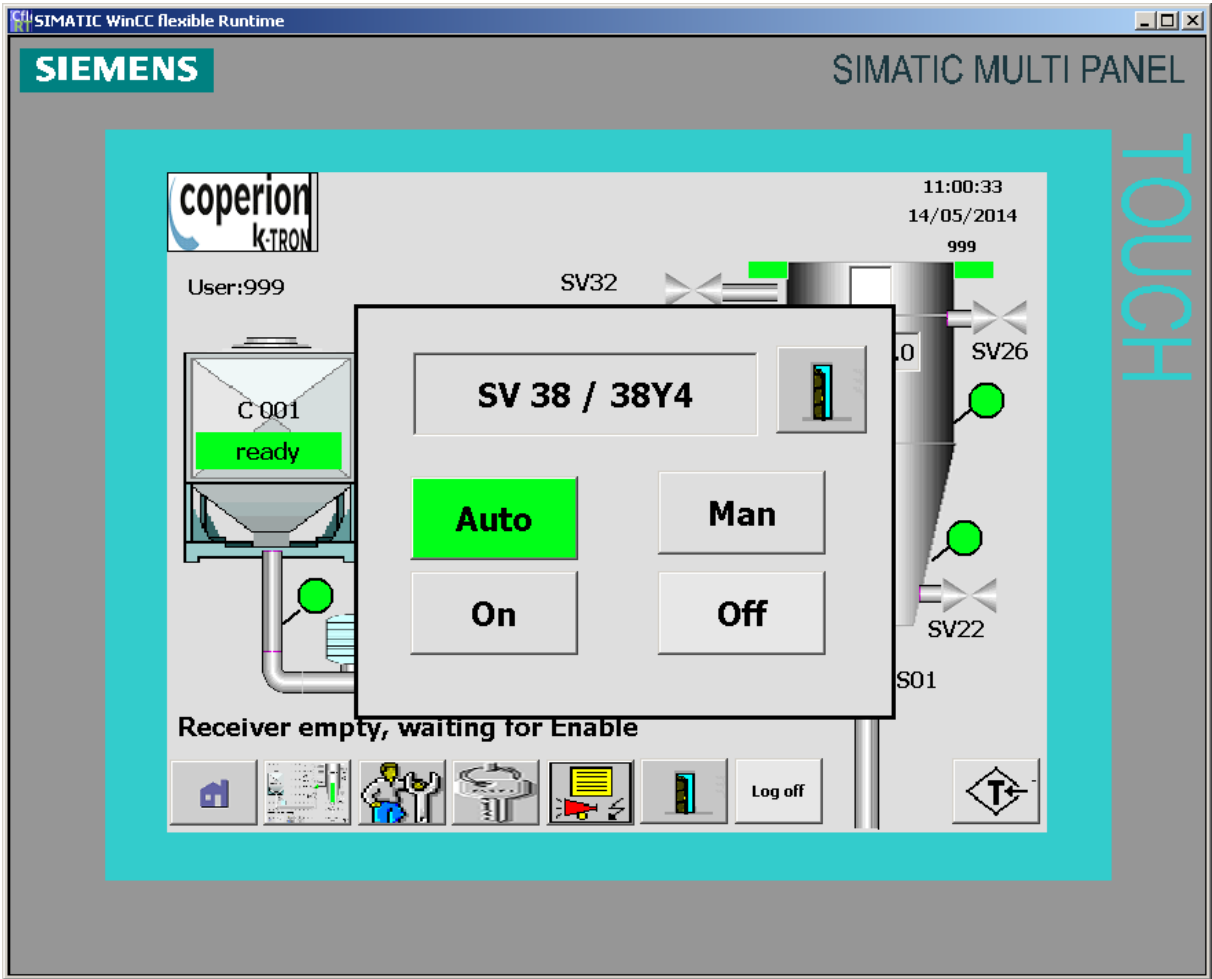 SIMATIC WinCC flexible Runtime
SIEMENS
SIMATIC MULTI PANEL
TOUCH
coperion
K-TRON
11:00:33
14/05/2014
999
User:999
SV32
SV26
.0
C 001
ready
SV 38 / 38Y4
Auto
Man
On
Off
SV22
S01
Receiver empty, waiting for Enable
Log off
T